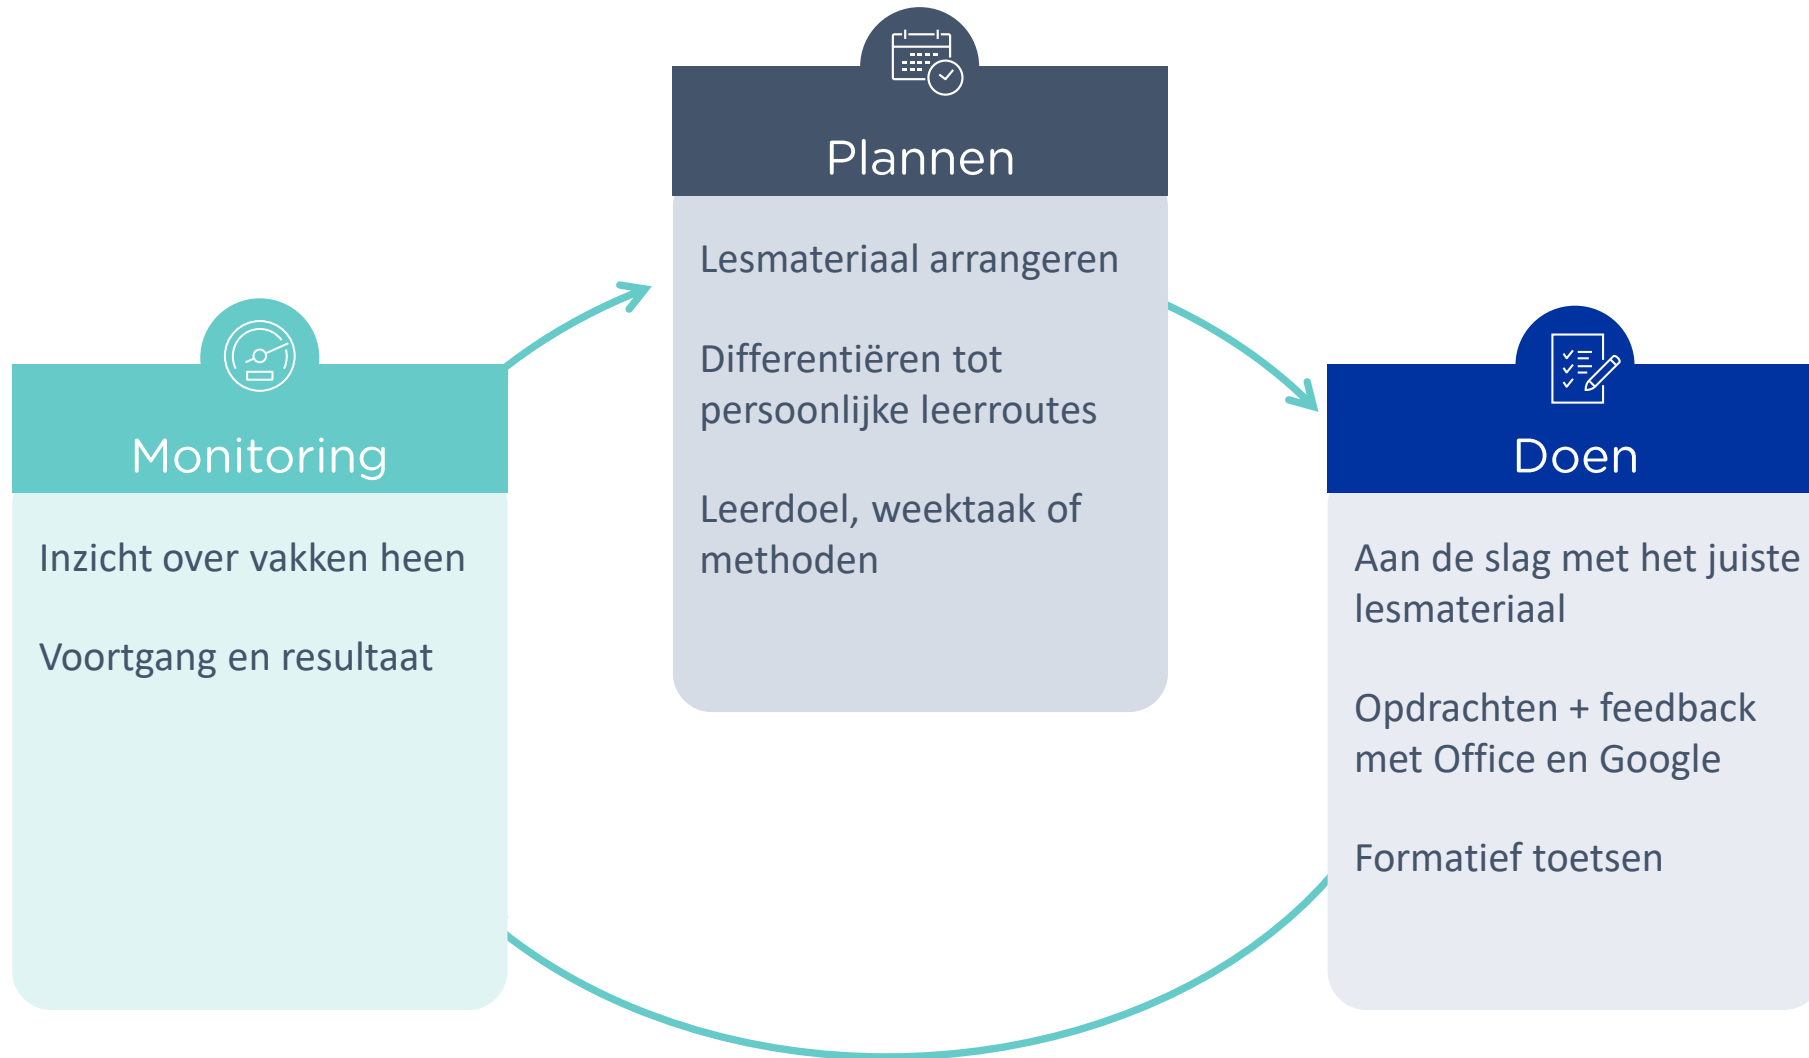 Plannen
Lesmateriaal arrangeren
Differentiëren tot
persoonlijke leerroutes
Leerdoel, weektaak of
methoden
Monitoring
Inzicht over vakken heen
Voortgang en resultaat
Doen
Aan de slag met het juiste
lesmateriaal
Opdrachten + feedback
met Office en Google
Formatief toetsen